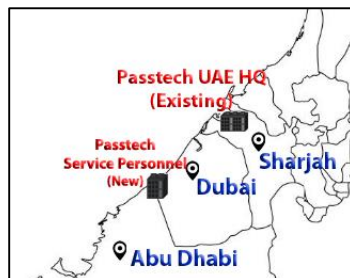 Passtech UAE HQ
(Existing)
Passtech
Service Personnel
(New)
Sharjah
Dubai
Abu Dhabi